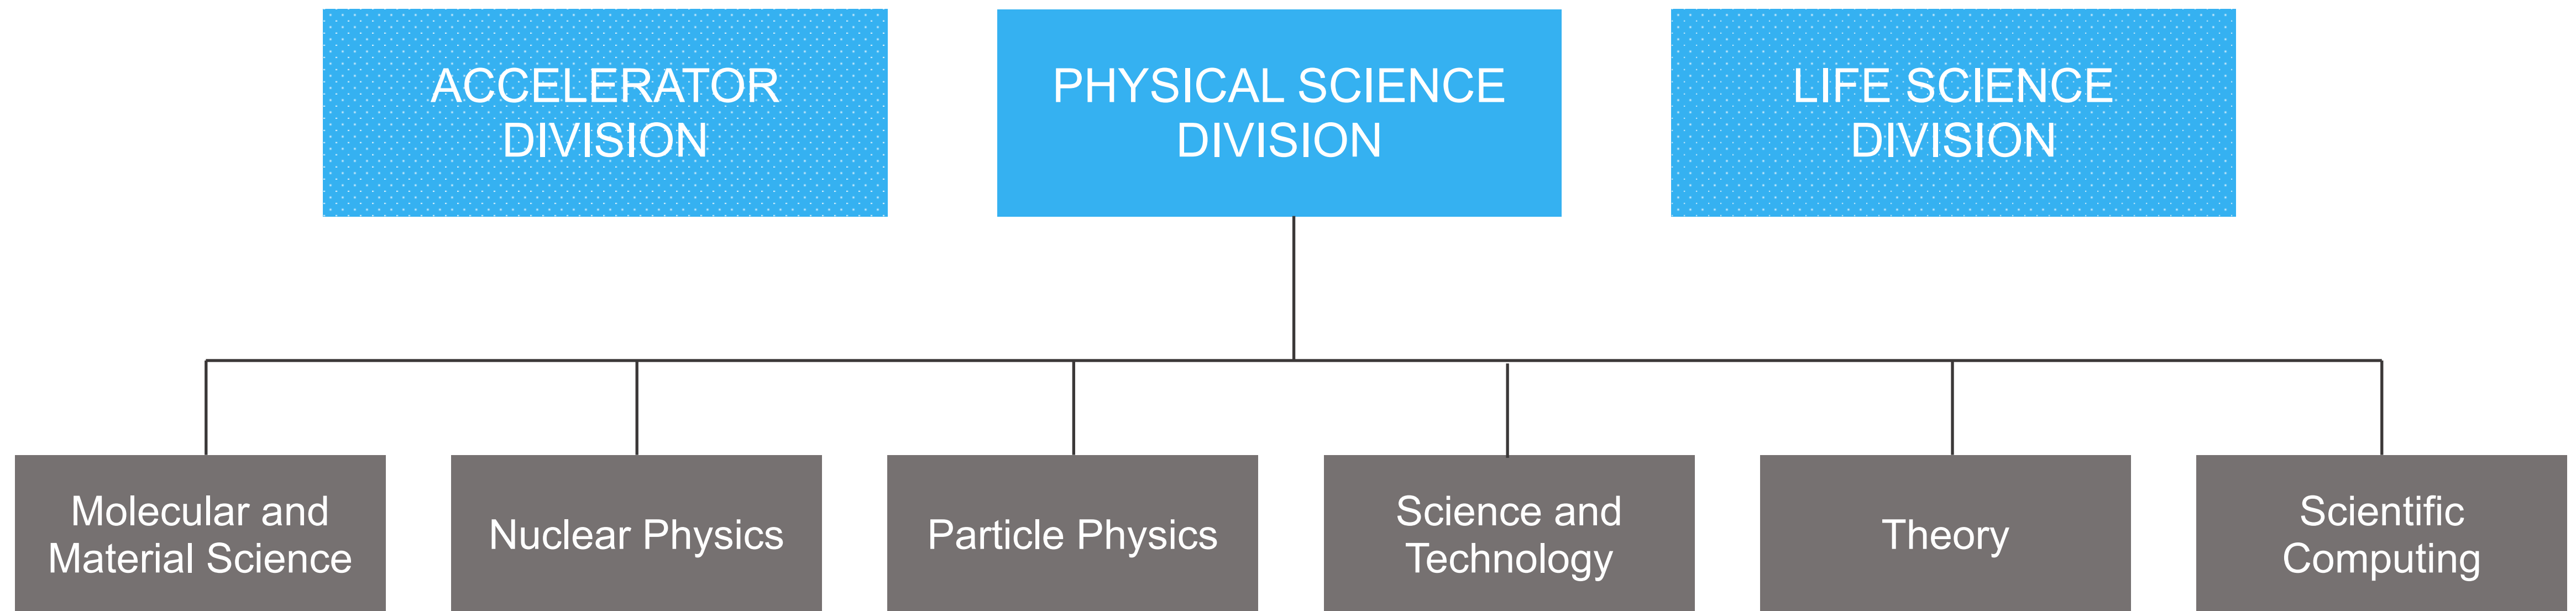 ACCELERATOR
DIVISION
PHYSICAL SCIENCE
DIVISION
LIFE SCIENCE
DIVISION
Molecular and
Material Science
Nuclear Physics
Particle Physics
Science and
Technology
Theory
Scientific
Computing